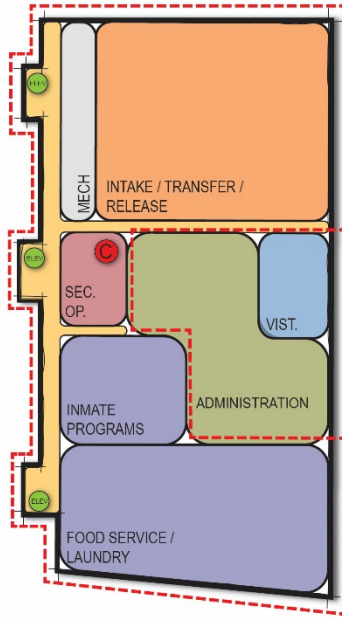 ELEV
MECH
INTAKE / TRANSFER /
RELEASE
ELEV
C
SEC.
OP.
VIST.
INMATE
PROGRAMS
ADMINISTRATION
ELEV
FOOD SERVICE /
LAUNDRY